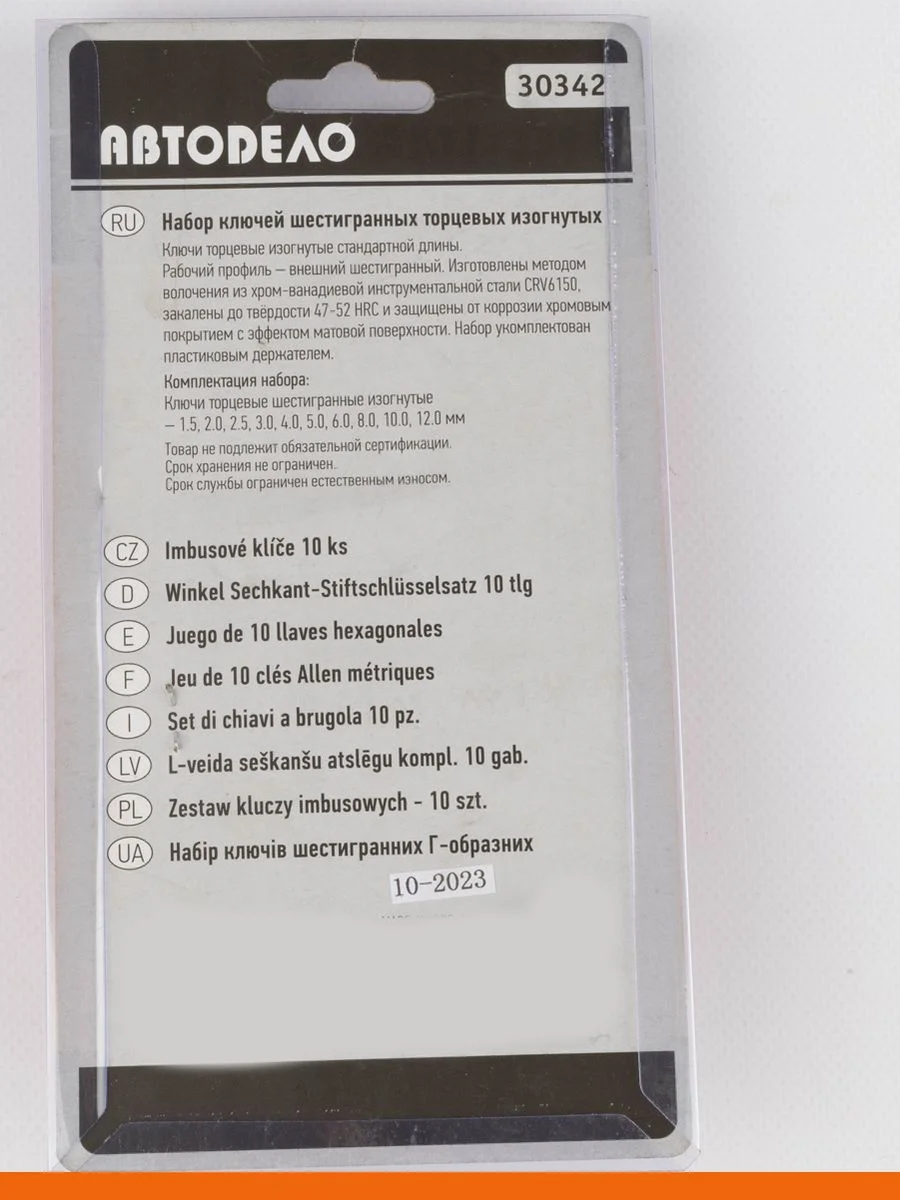 30342
АВТОДЕЛО
RU Набор ключей шестигранных торцевых изогнутых
Ключи торцевые изогнутые стандартной длины.
Рабочий профиль – внешний шестигранный. Изготовлены методом
волочения из хром-ванадиевой инструментальной стали CRV6150,
закалены до твёрдости 47-52 HRC и защищены от коррозии хромовым
покрытием с эффектом матовой поверхности. Набор укомплектован
пластиковым держателем.
Комплектация набора:
Ключи торцевые шестигранные изогнутые
– 1.5, 2.0, 2.5, 3.0, 4.0, 5.0, 6.0, 8.0, 10.0, 12.0 мм
Товар не подлежит обязательной сертификации.
Срок хранения не ограничен.
Срок службы ограничен естественным износом.
CZ Imbusové klíče 10 ks
D Winkel Sechkant-Stiftschlüsselsatz 10 tlg
E Juego de 10 llaves hexagonales
F Jeu de 10 clés Allen métriques
I Set di chiavi a brugola 10 pz.
LV L-veida seškanšu atslēgu kompl. 10 gab.
PL Zestaw kluczy imbusowych - 10 szt.
UA Набір ключів шестигранних Г-образних
10-2023